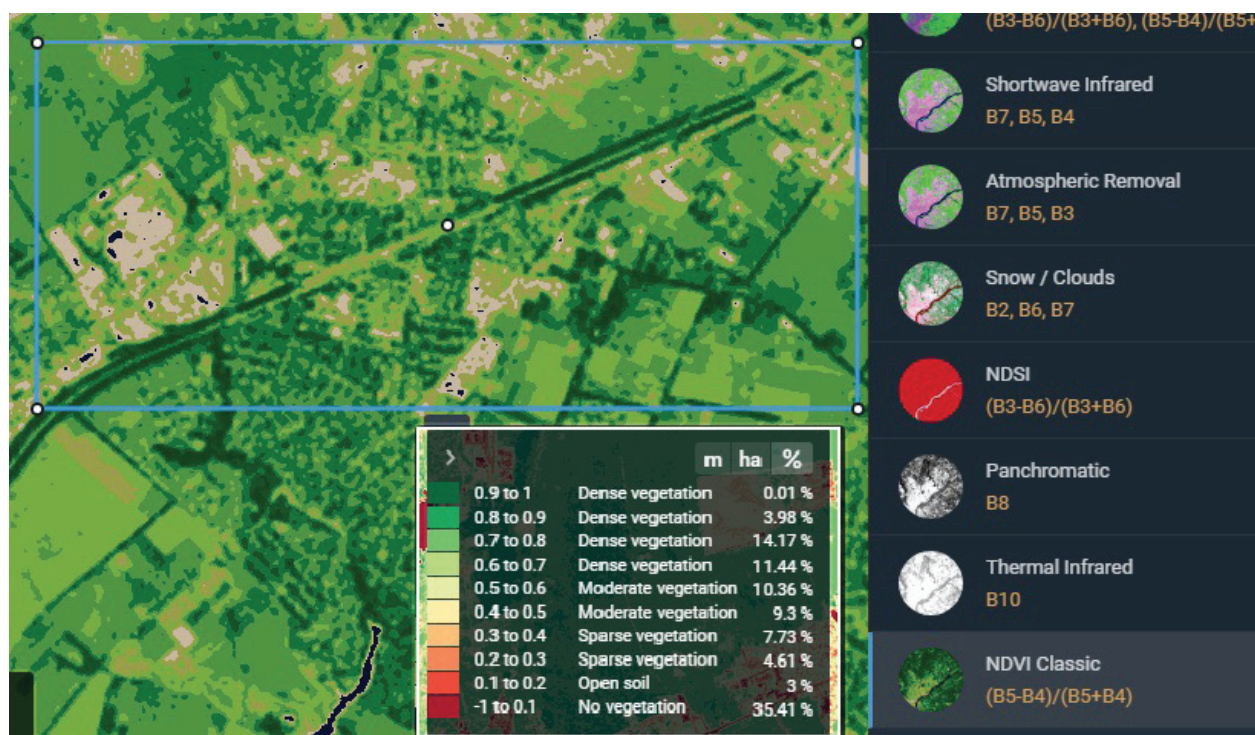 (B3-B6)/(B3+B6), (B5-B4)/(B5+
Shortwave Infrared
B7, B5, B4
Atmospheric Removal
B7, B5, B3
Snow / Clouds
B2, B6, B7
NDSI
(B3-B6)/(B3+B6)
Panchromatic
B8
Thermal Infrared
B10
NDVI Classic
(B5-B4)/(B5+B4)
m ha %
0.9 to 1 Dense vegetation 0.01 %
0.8 to 0.9 Dense vegetation 3.98 %
0.7 to 0.8 Dense vegetation 14.17 %
0.6 to 0.7 Dense vegetation 11.44 %
0.5 to 0.6 Moderate vegetation 10.36 %
0.4 to 0.5 Moderate vegetation 9.3 %
0.3 to 0.4 Sparse vegetation 7.73 %
0.2 to 0.3 Sparse vegetation 4.61 %
0.1 to 0.2 Open soil 3 %
-1 to 0.1 No vegetation 35.41 %